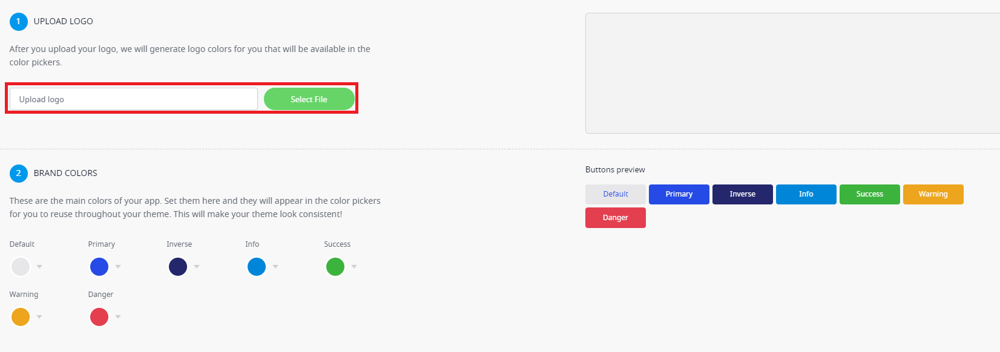 1 UPLOAD LOGO
After you upload your logo, we will generate logo colors for you that will be available in the
color pickers.
Upload logo Select File
2 BRAND COLORS
These are the main colors of your app. Set them here and they will appear in the color pickers
for you to reuse throughout your theme. This will make your theme look consistent!
Default Primary Inverse Info Success
Warning Danger
Buttons preview
Default Primary Inverse Info Success Warning
Danger